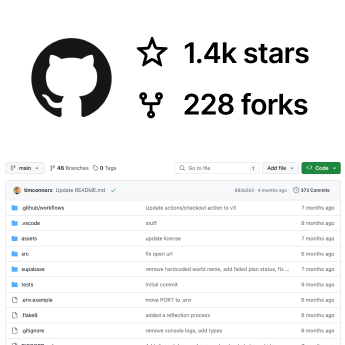 1.4k stars
228 forks
main 46 Branches 0 Tags Go to file t Add file Code
timconnorz Update README.md 4 months ago 373 Commits
.github/workflows Update actions/checkout action to v3 7 months ago
.vscode stuff 8 months ago
assets update license 7 months ago
src fix open url 6 months ago
supabase remove hardcoded world name, add failed plan status, fix ... 7 months ago
tests Initial commit 9 months ago
.env.example move PORT to .env 6 months ago
.flake8 added a reflection process 8 months ago
.gitignore remove console logs, add types 6 months ago